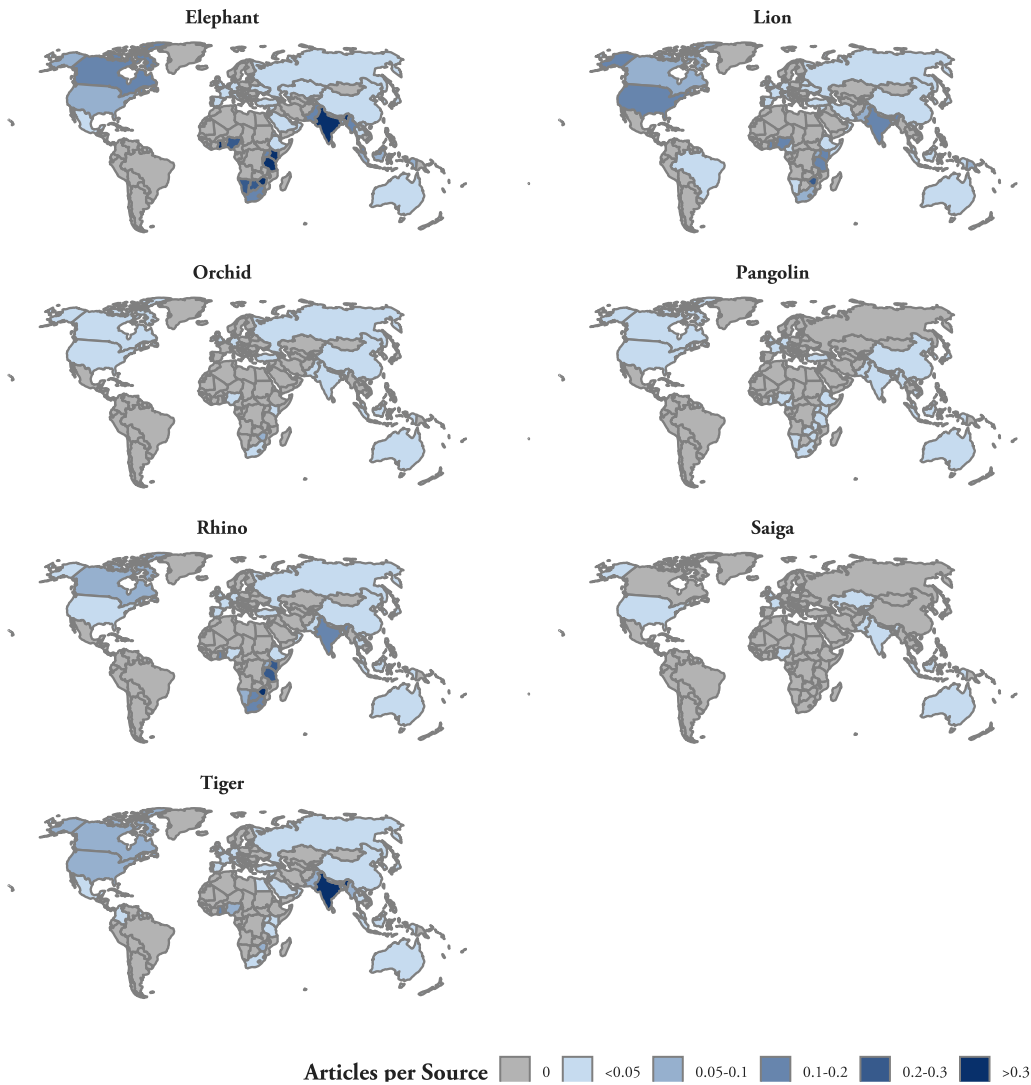 Elephant
Lion
Orchid
Pangolin
Rhino
Saiga
Tiger
Articles per Source 0 <0.05 0.05-0.1 0.1-0.2 0.2-0.3 >0.3